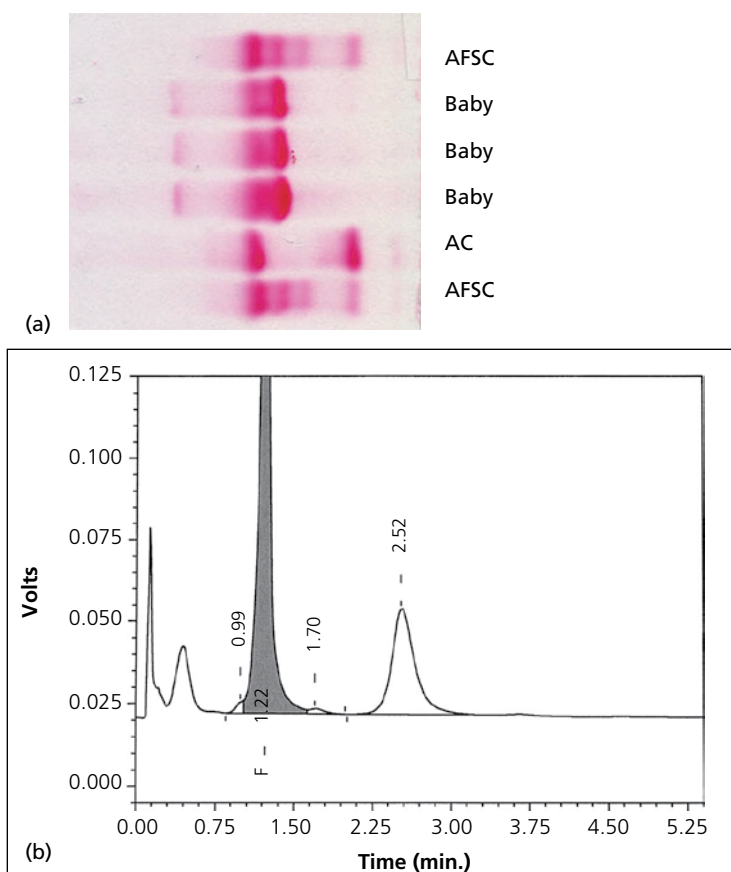 AFSC
Baby
Baby
Baby
AC
AFSC
(a)
0.125
0.100
0.075
0.050
0.025
0.000
Volts
0.99
1.22
F
1.70
2.52
0.00 0.75 1.50 2.25 3.00 3.75 4.50 5.25
Time (min.)
(b)